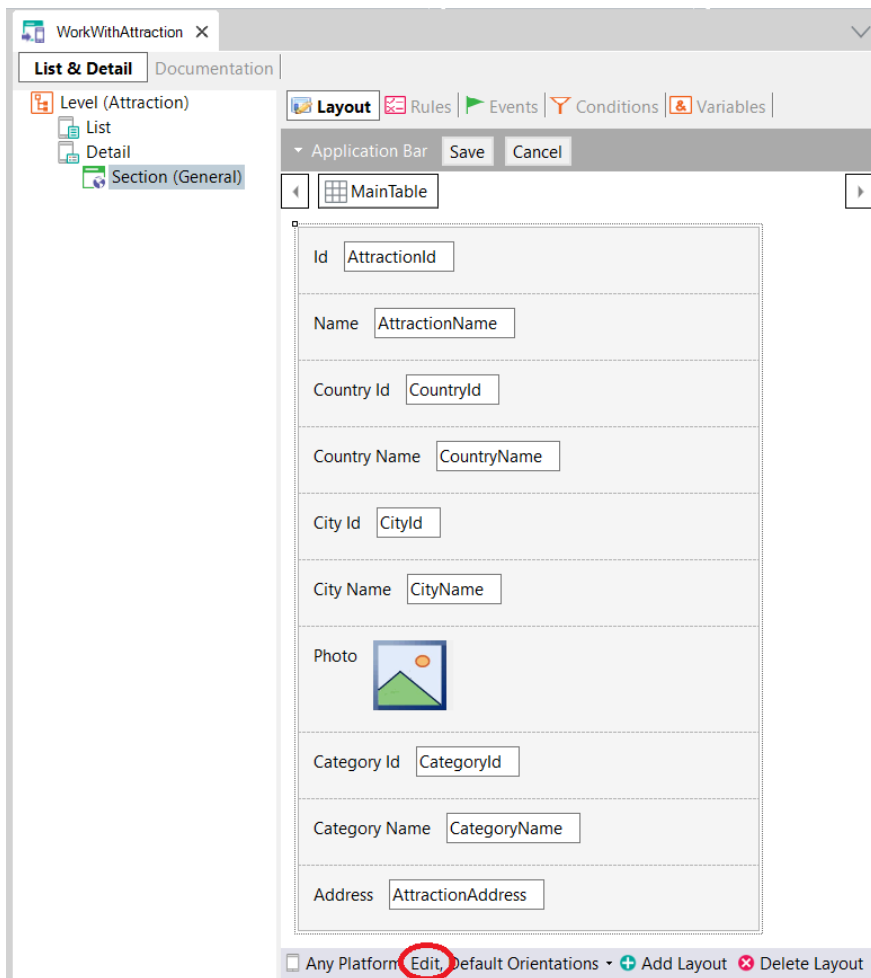 WorkWithAttraction
List & Detail Documentation
Level (Attraction)
List
Detail
Section (General)
Layout Rules Events Conditions & Variables
Application Bar Save Cancel
MainTable
Id AttractionId
Name AttractionName
Country Id CountryId
Country Name CountryName
City Id CityId
City Name CityName
Photo
Category Id CategoryId
Category Name CategoryName
Address AttractionAddress
Any Platform, Edit, Default Orientations Add Layout Delete Layout